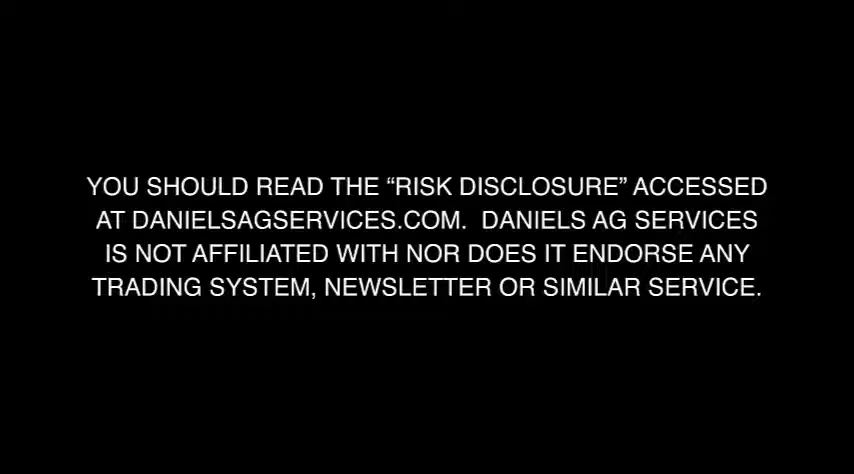 YOU SHOULD READ THE “RISK DISCLOSURE” ACCESSED
AT DANIELSAGSERVICES.COM.  DANIELS AG SERVICES
IS NOT AFFILIATED WITH NOR DOES IT ENDORSE ANY
TRADING SYSTEM, NEWSLETTER OR SIMILAR SERVICE.